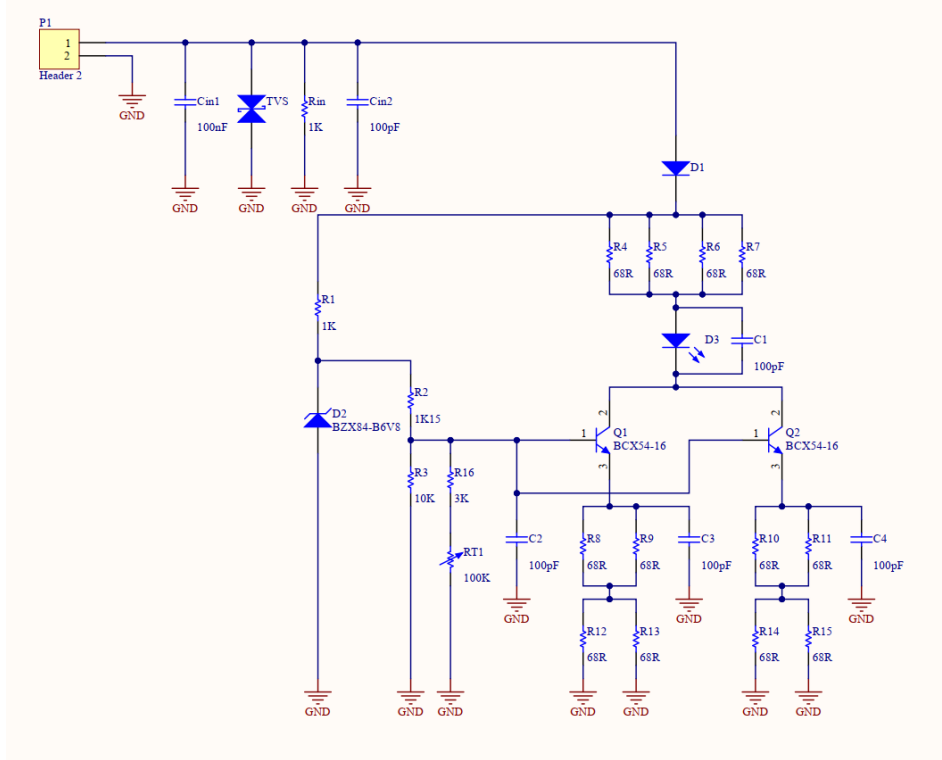 P1
1
2
Header 2
GND
Cin1
100nF
TVS
Rin
1K
Cin2
100pF
GND
GND
GND
GND
D1
R4
R5
R6
R7
68R
68R
68R
68R
R1
1K
D3
C1
100pF
D2
BZX84-B6V8
R2
1K15
2
2
1
Q1
BCX54-16
1
Q2
BCX54-16
3
3
R3
10K
R16
3K
RT1
100K
C2
100pF
GND
R8
68R
R9
68R
C3
100pF
GND
R10
68R
R11
68R
C4
100pF
GND
R12
68R
R13
68R
R14
68R
R15
68R
GND
GND
GND
GND
GND
GND
GND